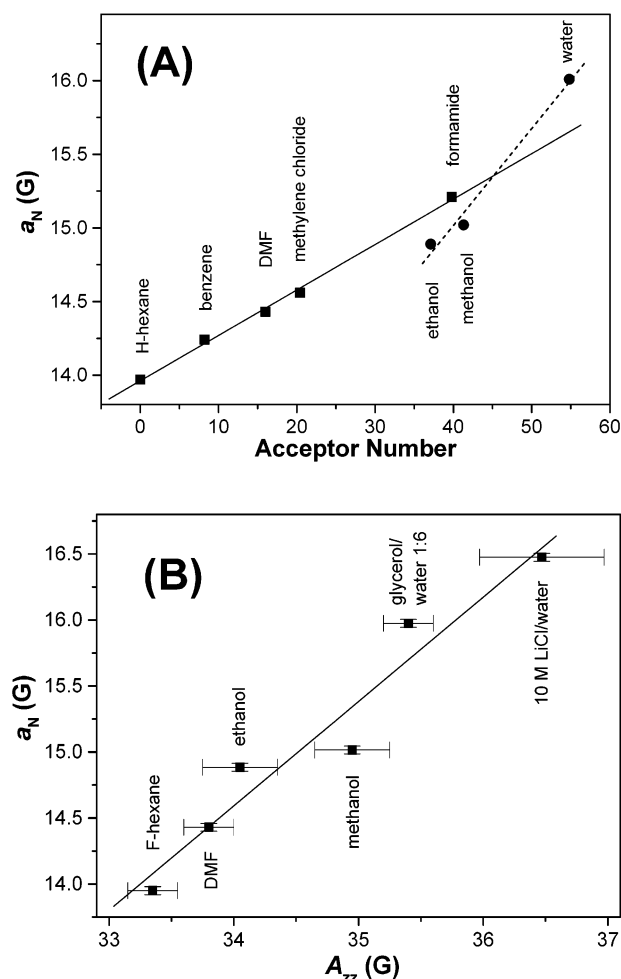 (A)
a_N (G)
16.0
15.5
15.0
14.5
14.0
H-hexane
benzene
DMF
methylene chloride
formamide
ethanol
methanol
water
0 10 20 30 40 50 60
Acceptor Number
(B)
a_N (G)
16.5
16.0
15.5
15.0
14.5
14.0
F-hexane
DMF
ethanol
methanol
glycerol/
water 1:6
10 M LiCl/water
33 34 35 36 37
A_zz (G)